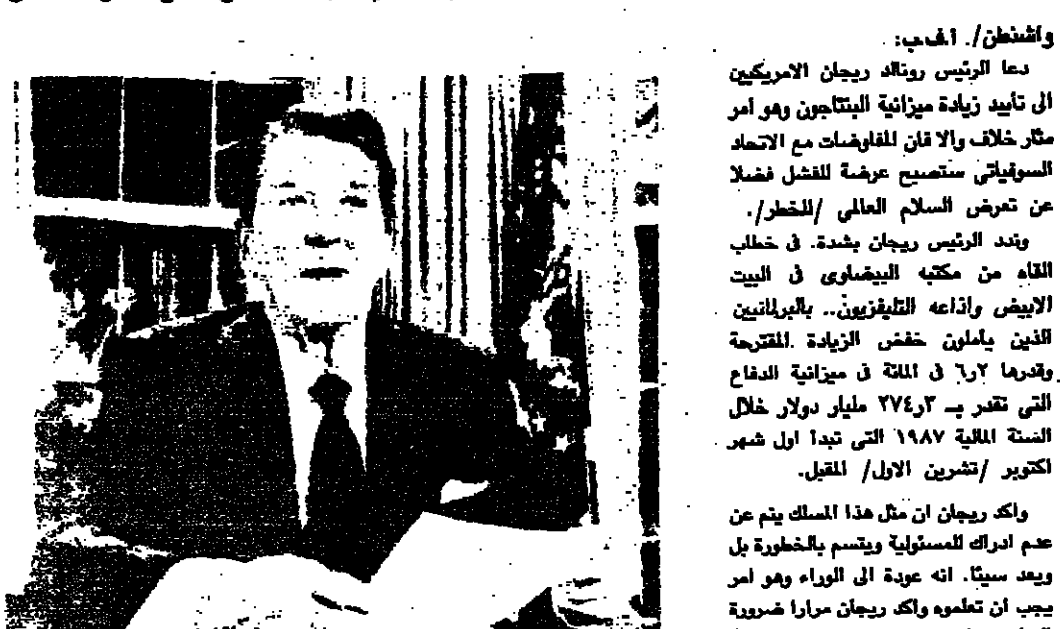 واشنطن/. أ.ف.ب:
دعا الرئيس رونالد ريجان الامريكيين
الى تأييد زيادة ميزانية البنتاجون وهو امر
مثار خلاف والا فان المفاوضات مع الاتحاد
السوفياتي ستصبح عرضة للفشل فضلا
عن تعرض السلام العالمي /للخطر/.
وندد الرئيس ريجان بشدة. في خطاب
القاه من مكتبه البيضاوى في البيت
الابيض واذاعه التليفزيون.. بالبرلمانيين
الذين يأملون خفض الزيادة المقترحة
وقدرها ٢ر٦ في المائة في ميزانية الدفاع
التي تقدر بـ ٣ر٢٧٤ مليار دولار خلال
السنة المالية ١٩٨٧ التى تبدا اول شهر
اكتوبر /تشرين الاول/ المقبل.
واكد ريجان ان مثل هذا المسلك ينم عن
عدم ادراك للمسئولية ويتسم بالخطورة بل
ويعد سيئا. انه عودة الى الوراء وهو امر
يجب ان تعلموه واكد ريجان مرارا ضرورة